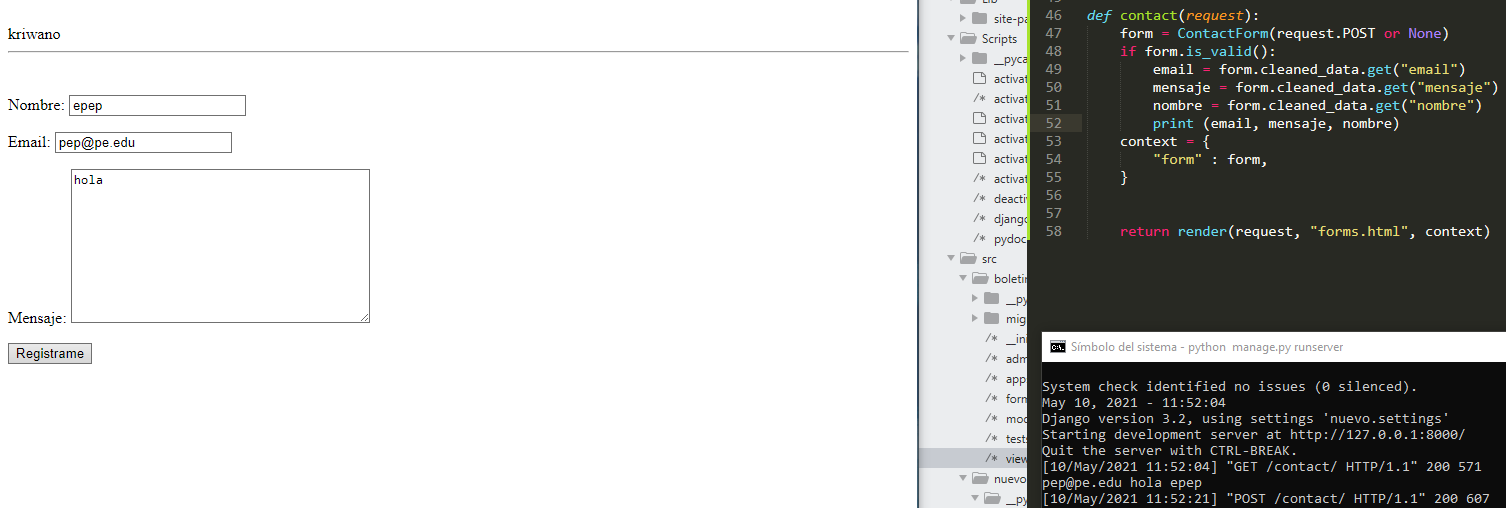 kriwano
Nombre: epep
Email: pep@pe.edu
hola
Mensaje:
Registrame
Lib
site-pa
Scripts
__pyca
activat
/* activat
activat
activat
activat
/* activat
/* deacti
/* django
/* pydoc
src
boletin
__py
mig
/* __ini
/* adm
/* app
/* form
/* mod
/* tests
/* view
nuevo
__py
46 def contact(request):
47 form = ContactForm(request.POST or None)
48 if form.is_valid():
49 email = form.cleaned_data.get("email")
50 mensaje = form.cleaned_data.get("mensaje")
51 nombre = form.cleaned_data.get("nombre")
52 print (email, mensaje, nombre)
53 context = {
54 "form" : form,
55 }
56
57
58 return render(request, "forms.html", context)
C:\. Símbolo del sistema - python manage.py runserver
System check identified no issues (0 silenced).
May 10, 2021 - 11:52:04
Django version 3.2, using settings 'nuevo.settings'
Starting development server at http://127.0.0.1:8000/
Quit the server with CTRL-BREAK.
[10/May/2021 11:52:04] "GET /contact/ HTTP/1.1" 200 571
pep@pe.edu hola epep
[10/May/2021 11:52:21] "POST /contact/ HTTP/1.1" 200 607